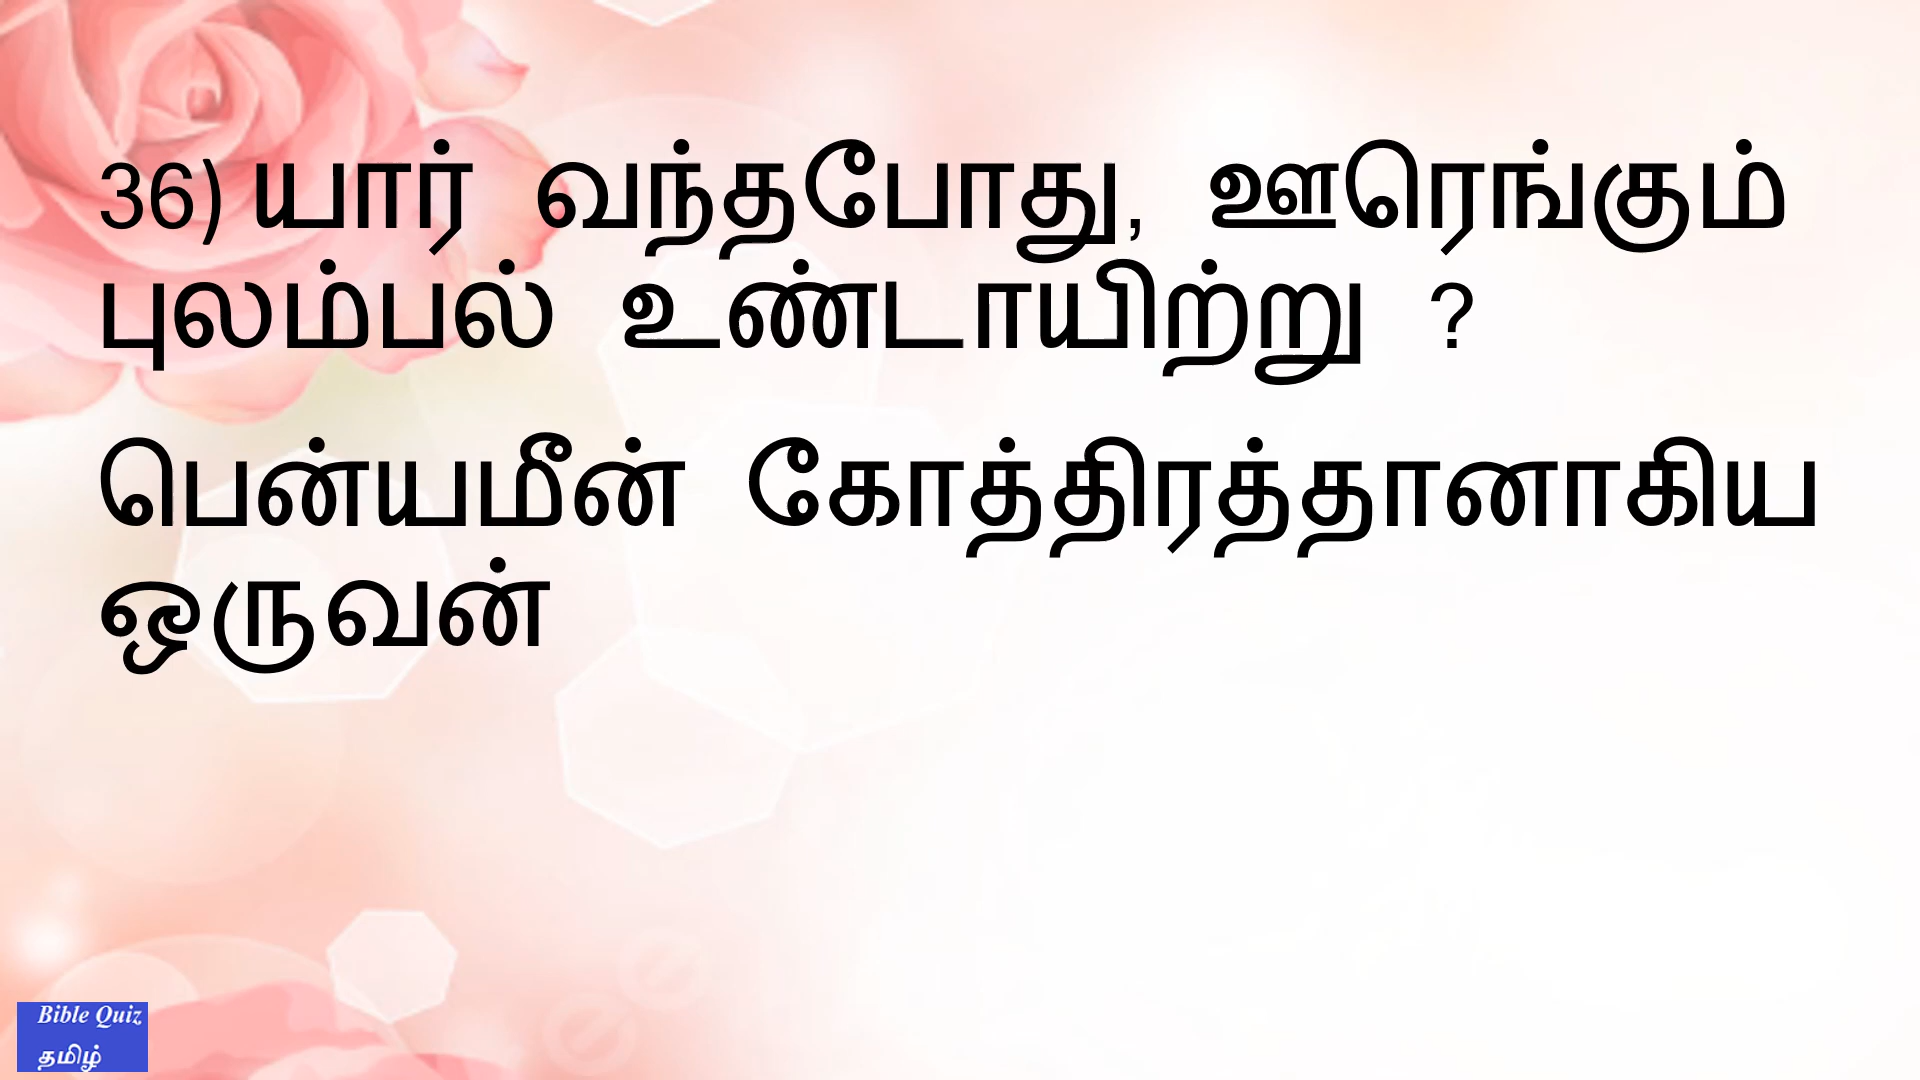 36) யார் வந்தபோது, ஊரெங்கும்
புலம்பல் உண்டாயிற்று ?
பென்யமீன் கோத்திரத்தானாகிய
ஒருவன்
Bible Quiz
தமிழ்